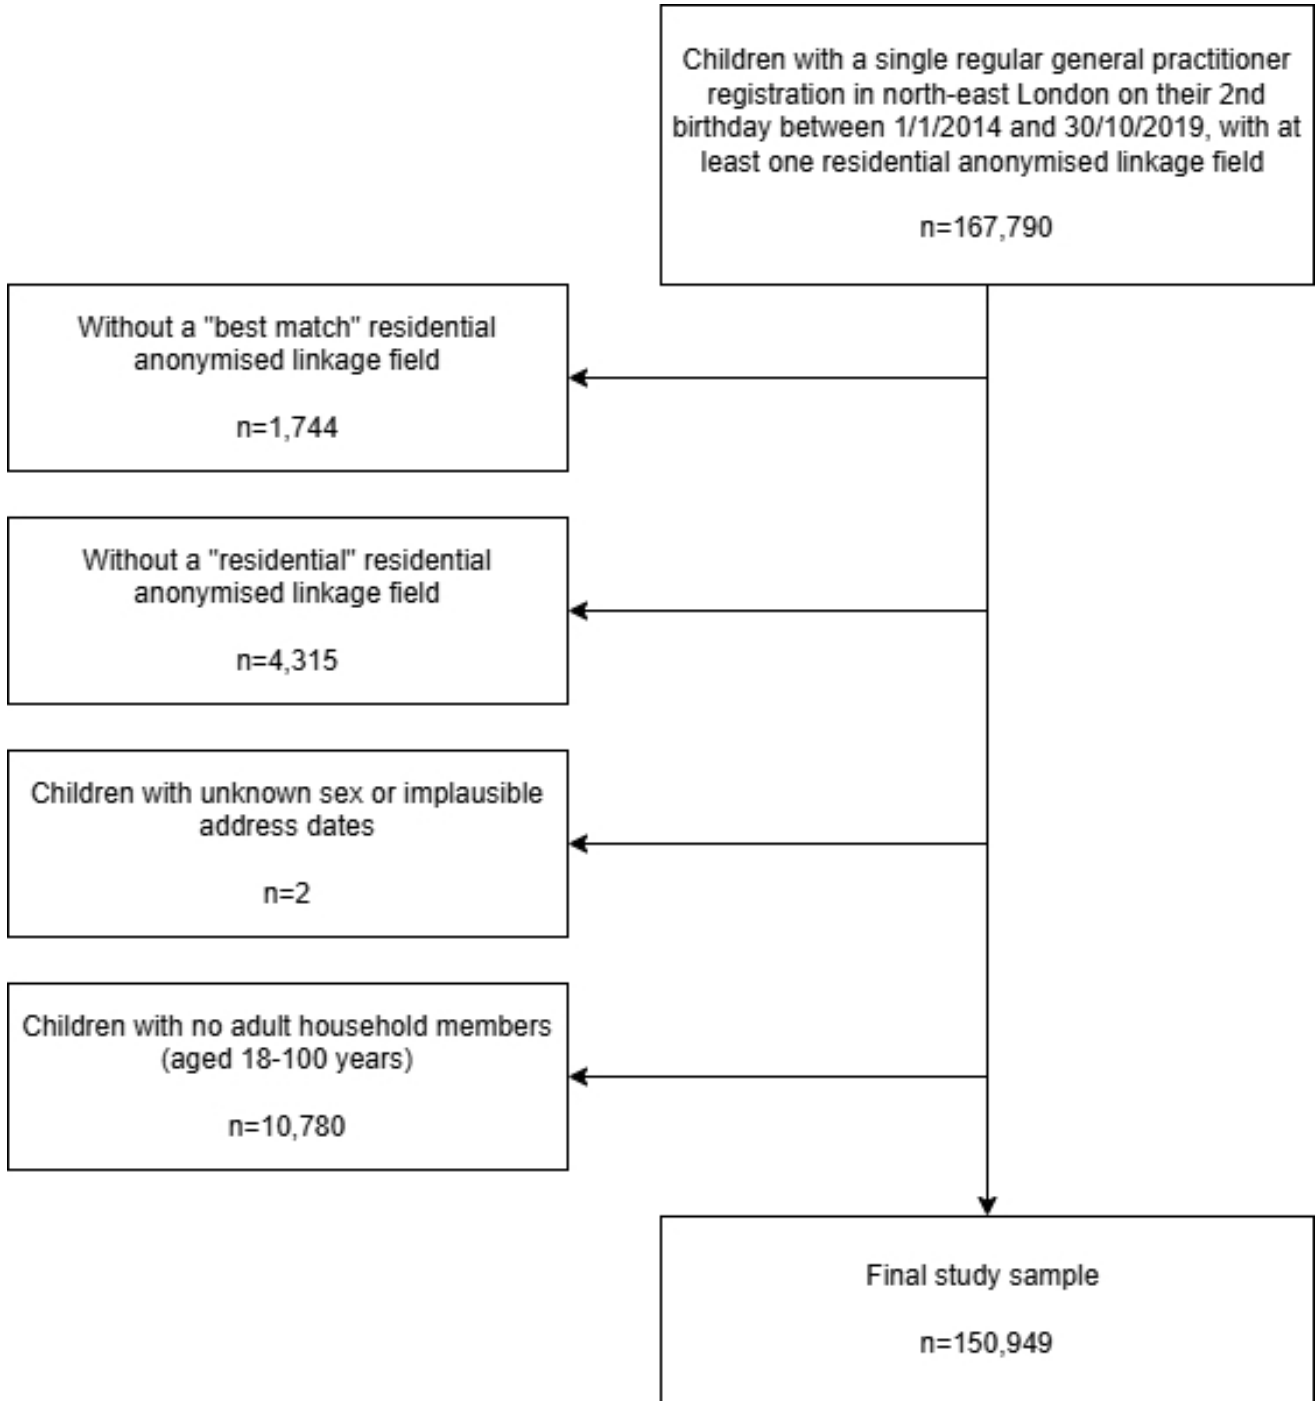 Children with a single regular general practitioner
registration in north-east London on their 2nd
birthday between 1/1/2014 and 30/10/2019, with at
least one residential anonymised linkage field
n=167,790
Without a "best match" residential
anonymised linkage field
n=1,744
Without a "residential" residential
anonymised linkage field
n=4,315
Children with unknown sex or implausible
address dates
n=2
Children with no adult household members
(aged 18-100 years)
n=10,780
Final study sample
n=150,949